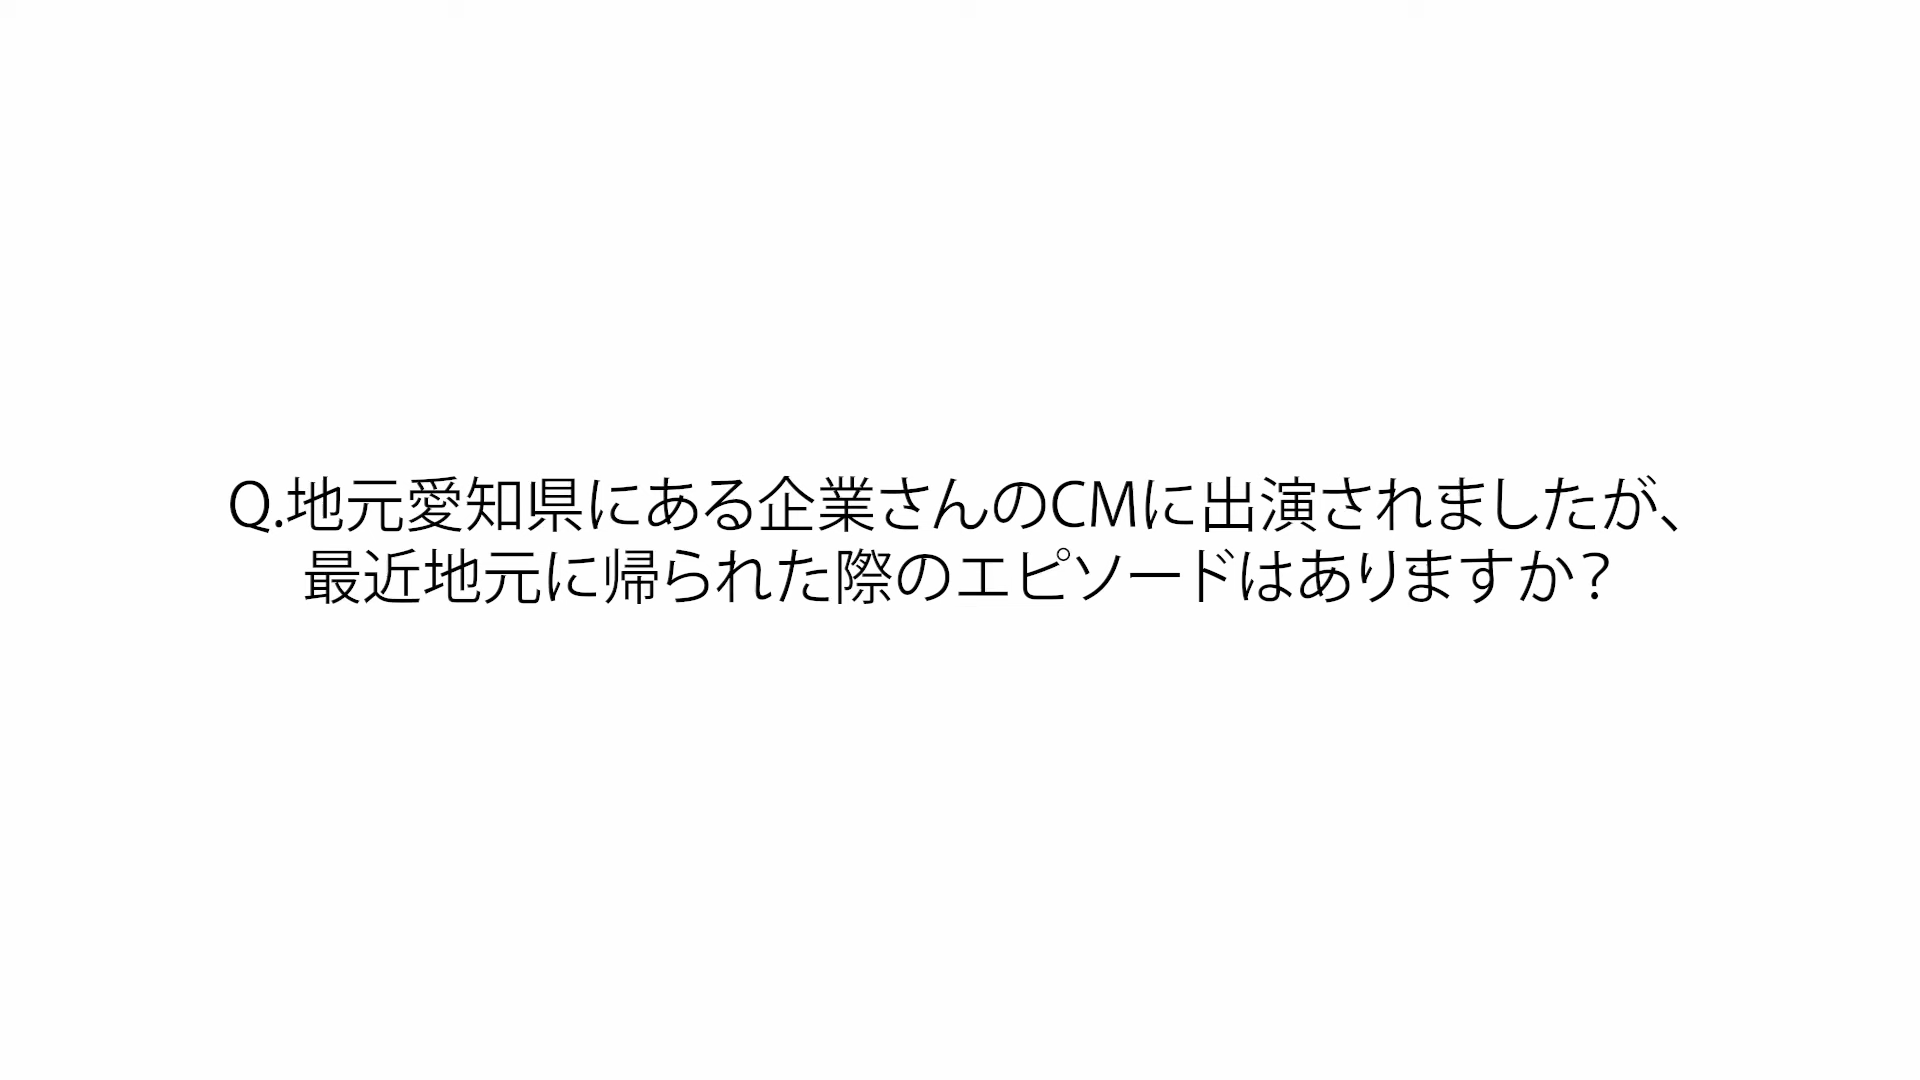 Q.地元愛知県にある企業さんのCMに出演されましたが、
最近地元に帰られた際のエピソードはありますか?